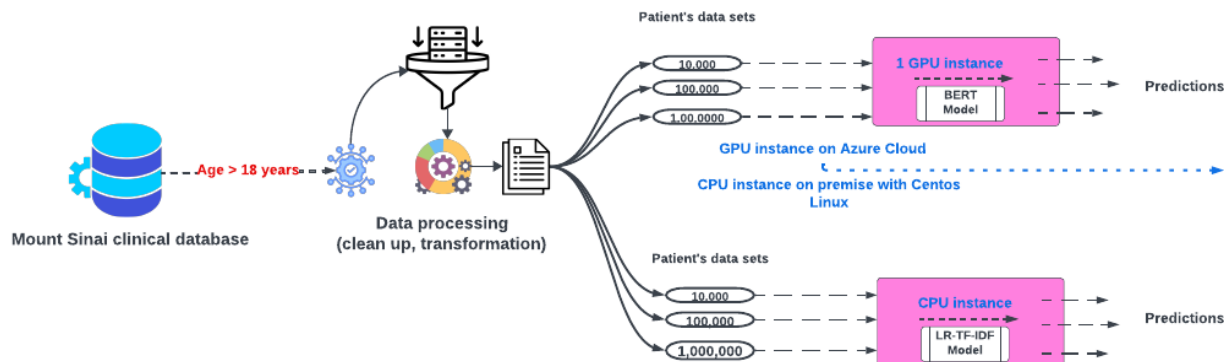 Patient's data sets
10,000
100,000
1.00.0000
1 GPU instance
BERT
Model
Predictions
GPU instance on Azure Cloud
CPU instance on premise with Centos
Linux
Age > 18 years
Mount Sinai clinical database
Data processing
(clean up, transformation)
Patient's data sets
10.000
100,000
1,000,000
CPU instance
LR-TF-IDF
Model
Predictions